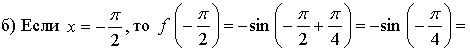 б) Если x = −π/2, то f(−π/2) = −sin(−π/2 + π/4) = −sin(−π/4) =